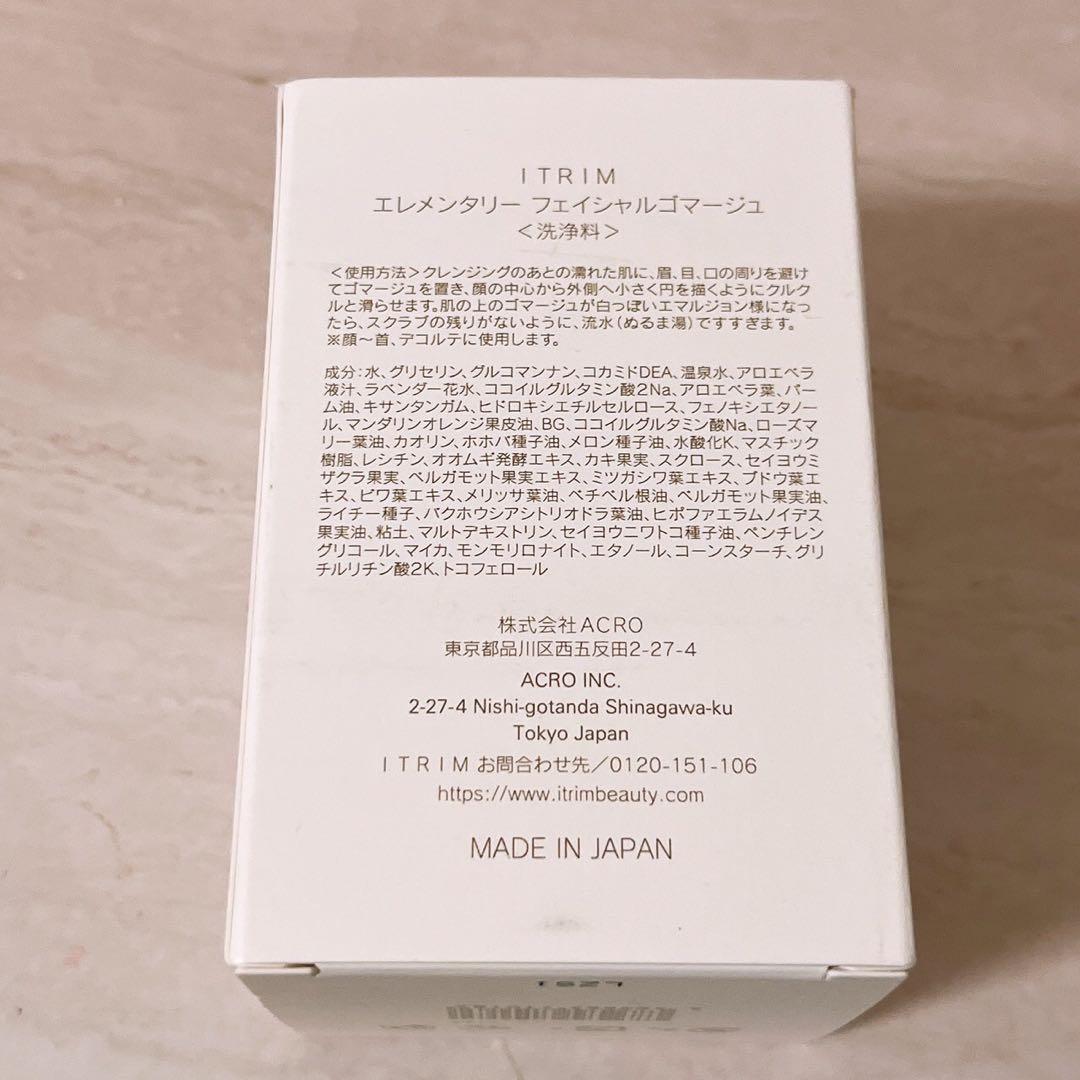 ITRIM
エレメンタリー フェイシャルゴマージュ
＜洗浄料＞
＜使用方法＞クレンジングのあとの濡れた肌に、眉、目、口の周りを避け
てゴマージュを置き、顔の中心から外側へ小さく円を描くようにクルク
ルと滑らせます。肌の上のゴマージュが白っぽいエマルジョン様になっ
たら、スクラブの残りがないように、流水（ぬるま湯）ですすぎます。
※顔〜首、デコルテに使用します。
成分：水、グリセリン、グルコマンナン、コカミドDEA、温泉水、アロエベラ
液汁、ラベンダー花水、ココイルグルタミン酸2Na、アロエベラ葉、パー
ム油、キサンタンガム、ヒドロキシエチルセルロース、フェノキシエタノー
ル、マンダリンオレンジ果皮油、BG、ココイルグルタミン酸Na、ローズマ
リー葉油、カオリン、ホホバ種子油、メロン種子油、水酸化K、マスチック
樹脂、レシチン、オオムギ発酵エキス、カキ果実、スクロース、セイヨウミ
ザクラ果実、ベルガモット果実エキス、ミツガシワ葉エキス、ブドウ葉エ
キス、ビワ葉エキス、メリッサ葉油、ベチベル根油、ベルガモット果実油、
ライチー種子、バクホウシアシトリオドラ葉油、ヒポファエラムノイデス
果実油、粘土、マルトデキストリン、セイヨウニワトコ種子油、ペンチレン
グリコール、マイカ、モンモリロナイト、エタノール、コーンスターチ、グリ
チルリチン酸2K、トコフェロール
株式会社ACRO
東京都品川区西五反田2-27-4
ACRO INC.
2-27-4 Nishi-gotanda Shinagawa-ku
Tokyo Japan
ITRIM お問合わせ先／0120-151-106
https://www.itrimbeauty.com
MADE IN JAPAN